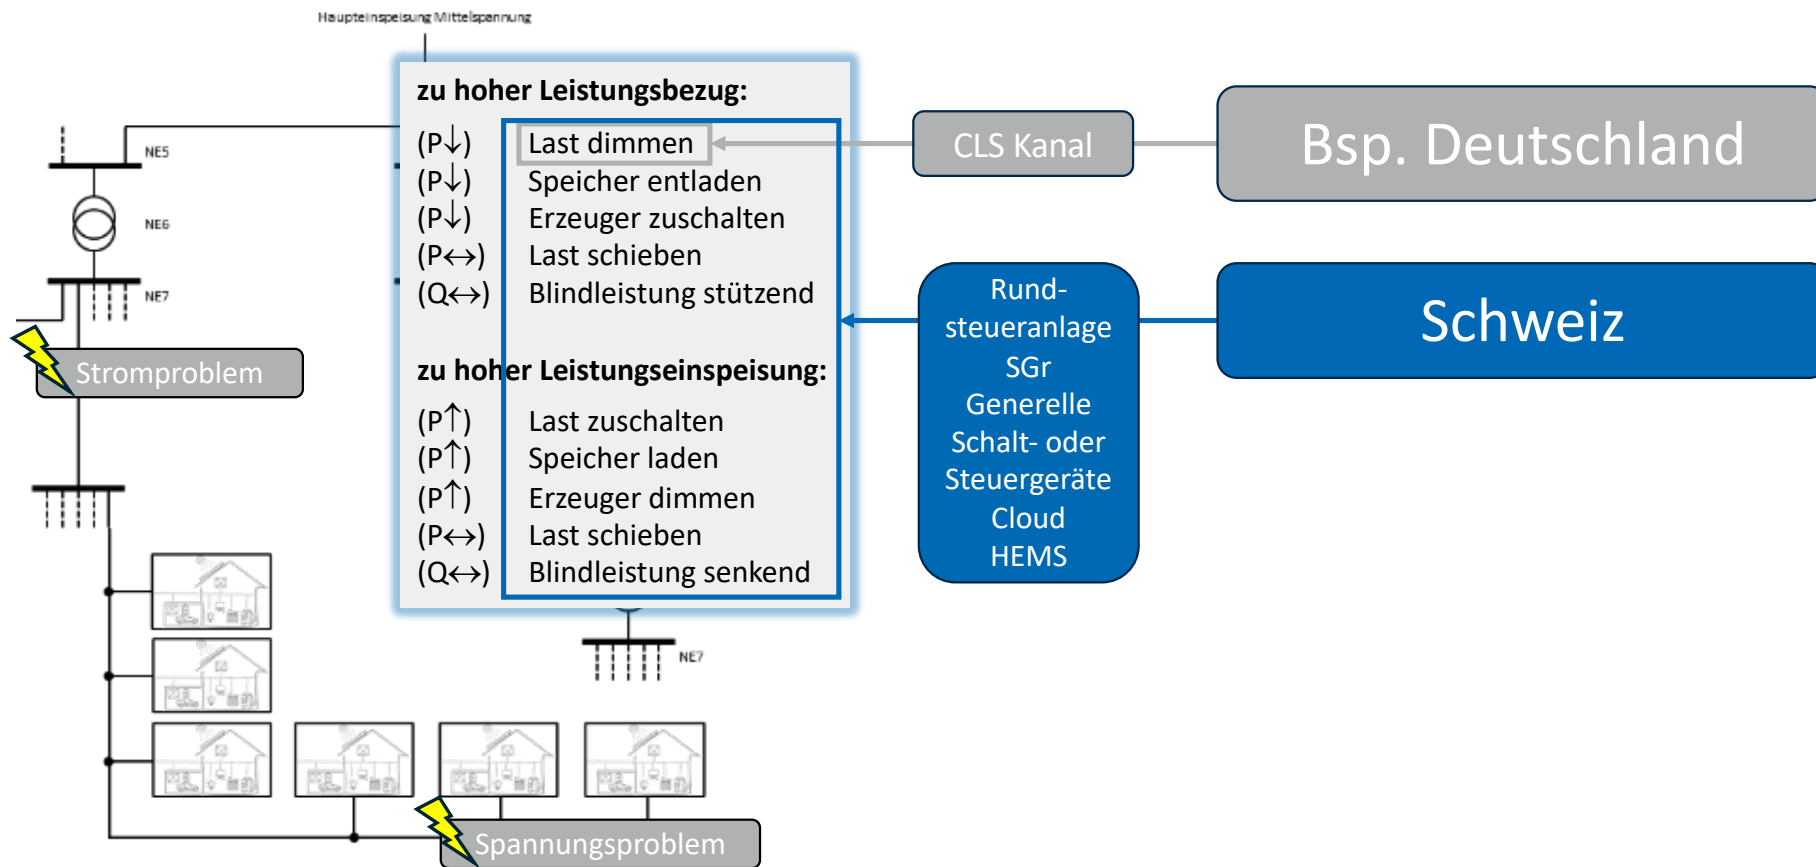 Haupteinspeisung Mittelspannung
zu hoher Leistungsbezug:
(P↓) Last dimmen
(P↓) Speicher entladen
(P↓) Erzeuger zuschalten
(P↔) Last schieben
(Q↔) Blindleistung stützend
zu hoher Leistungseinspeisung:
(P↑) Last zuschalten
(P↑) Speicher laden
(P↑) Erzeuger dimmen
(P↔) Last schieben
(Q↔) Blindleistung senkend
CLS Kanal
Bsp. Deutschland
Rund-
steueranlage
SGr
Generelle
Schalt- oder
Steuergeräte
Cloud
HEMS
Schweiz
NE5
NE6
NE7
Stromproblem
NE7
Spannungsproblem